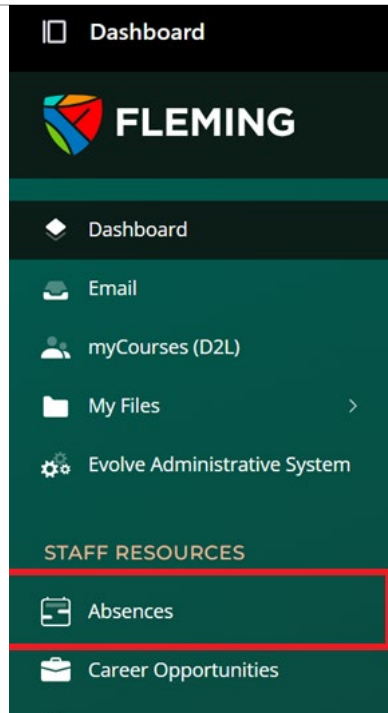 Dashboard
FLEMING
Dashboard
Email
myCourses (D2L)
My Files
Evolve Administrative System
STAFF RESOURCES
Absences
Career Opportunities